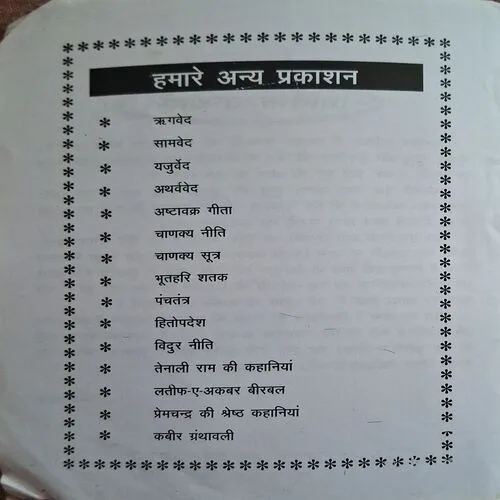 हमारे अन्य प्रकाशन
* ऋगवेद
* सामवेद
* यजुर्वेद
* अथर्ववेद
* अष्टावक्र गीता
* चाणक्य नीति
* चाणक्य सूत्र
* भूतहरि शतक
* पंचतंत्र
* हितोपदेश
* विदुर नीति
* तेनाली राम की कहानियां
* लतीफ-ए-अकबर बीरबल
* प्रेमचन्द्र की श्रेष्ठ कहानियां
* कबीर ग्रंथावली